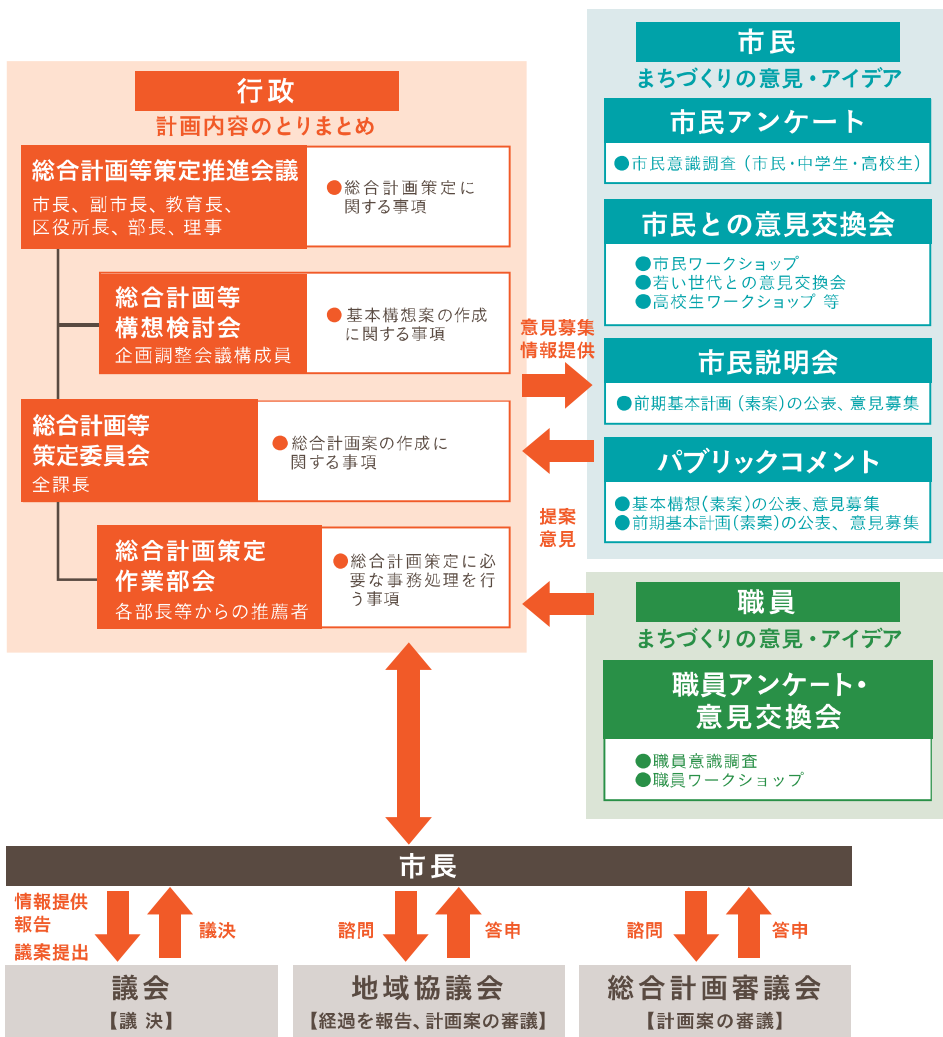 行政
計画内容のとりまとめ
総合計画等策定推進会議
市長、副市長、教育長、
区役所長、部長、理事
●総合計画策定に
関する事項
総合計画等
構想検討会
企画調整会議構成員
●基本構想案の作成
に関する事項
総合計画等
策定委員会
全課長
●総合計画案の作成に
関する事項
総合計画策定
作業部会
各部長等からの推薦者
●総合計画策定に必
要な事務処理を行
う事項
意見募集
情報提供
提案
意見
市民
まちづくりの意見・アイデア
市民アンケート
●市民意識調査（市民・中学生・高校生）
市民との意見交換会
●市民ワークショップ
●若い世代との意見交換会
●高校生ワークショップ 等
市民説明会
●前期基本計画（素案）の公表、意見募集
パブリックコメント
●基本構想（素案）の公表、意見募集
●前期基本計画（素案）の公表、意見募集
職員
まちづくりの意見・アイデア
職員アンケート・
意見交換会
●職員意識調査
●職員ワークショップ
市長
情報提供
報告
議案提出
議決
諮問
答申
諮問
答申
議会
【議 決】
地域協議会
【経過を報告、計画案の審議】
総合計画審議会
【計画案の審議】